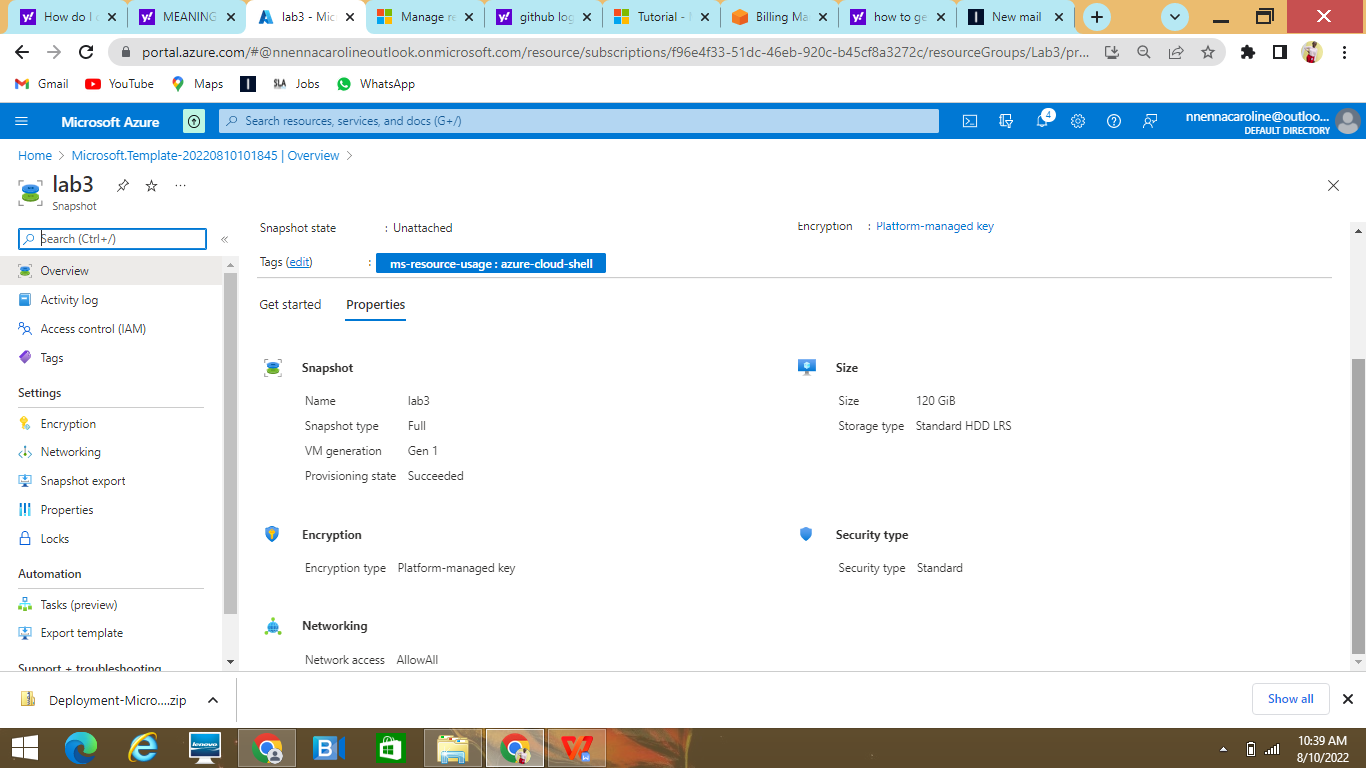 How do I
MEANING
lab3 - Mic
Manage re
github log
Tutorial -
Billing Ma
how to ge
New mail
portal.azure.com/#@nnennacarolineoutlook.onmicrosoft.com/resource/subscriptions/f96e4f33-51dc-46eb-920c-b45cf8a3272c/resourceGroups/Lab3/pr...
Gmail YouTube Maps SLA Jobs WhatsApp
Microsoft Azure
Search resources, services, and docs (G+/)
4
nnennacaroline@outloo...
DEFAULT DIRECTORY
Home > Microsoft.Template-20220810101845 | Overview >
lab3
Snapshot
Search (Ctrl+/)
Overview
Activity log
Access control (IAM)
Tags
Settings
Encryption
Networking
Snapshot export
Properties
Locks
Automation
Tasks (preview)
Export template
Support + troubleshooting
Snapshot state : Unattached
Encryption : Platform-managed key
Tags (edit) : ms-resource-usage : azure-cloud-shell
Get started Properties
Snapshot
Name lab3
Snapshot type Full
VM generation Gen 1
Provisioning state Succeeded
Size
Size 120 GiB
Storage type Standard HDD LRS
Encryption
Encryption type Platform-managed key
Security type
Security type Standard
Networking
Network access AllowAll
Deployment-Micro....zip
Show all
lenovo
10:39 AM
8/10/2022